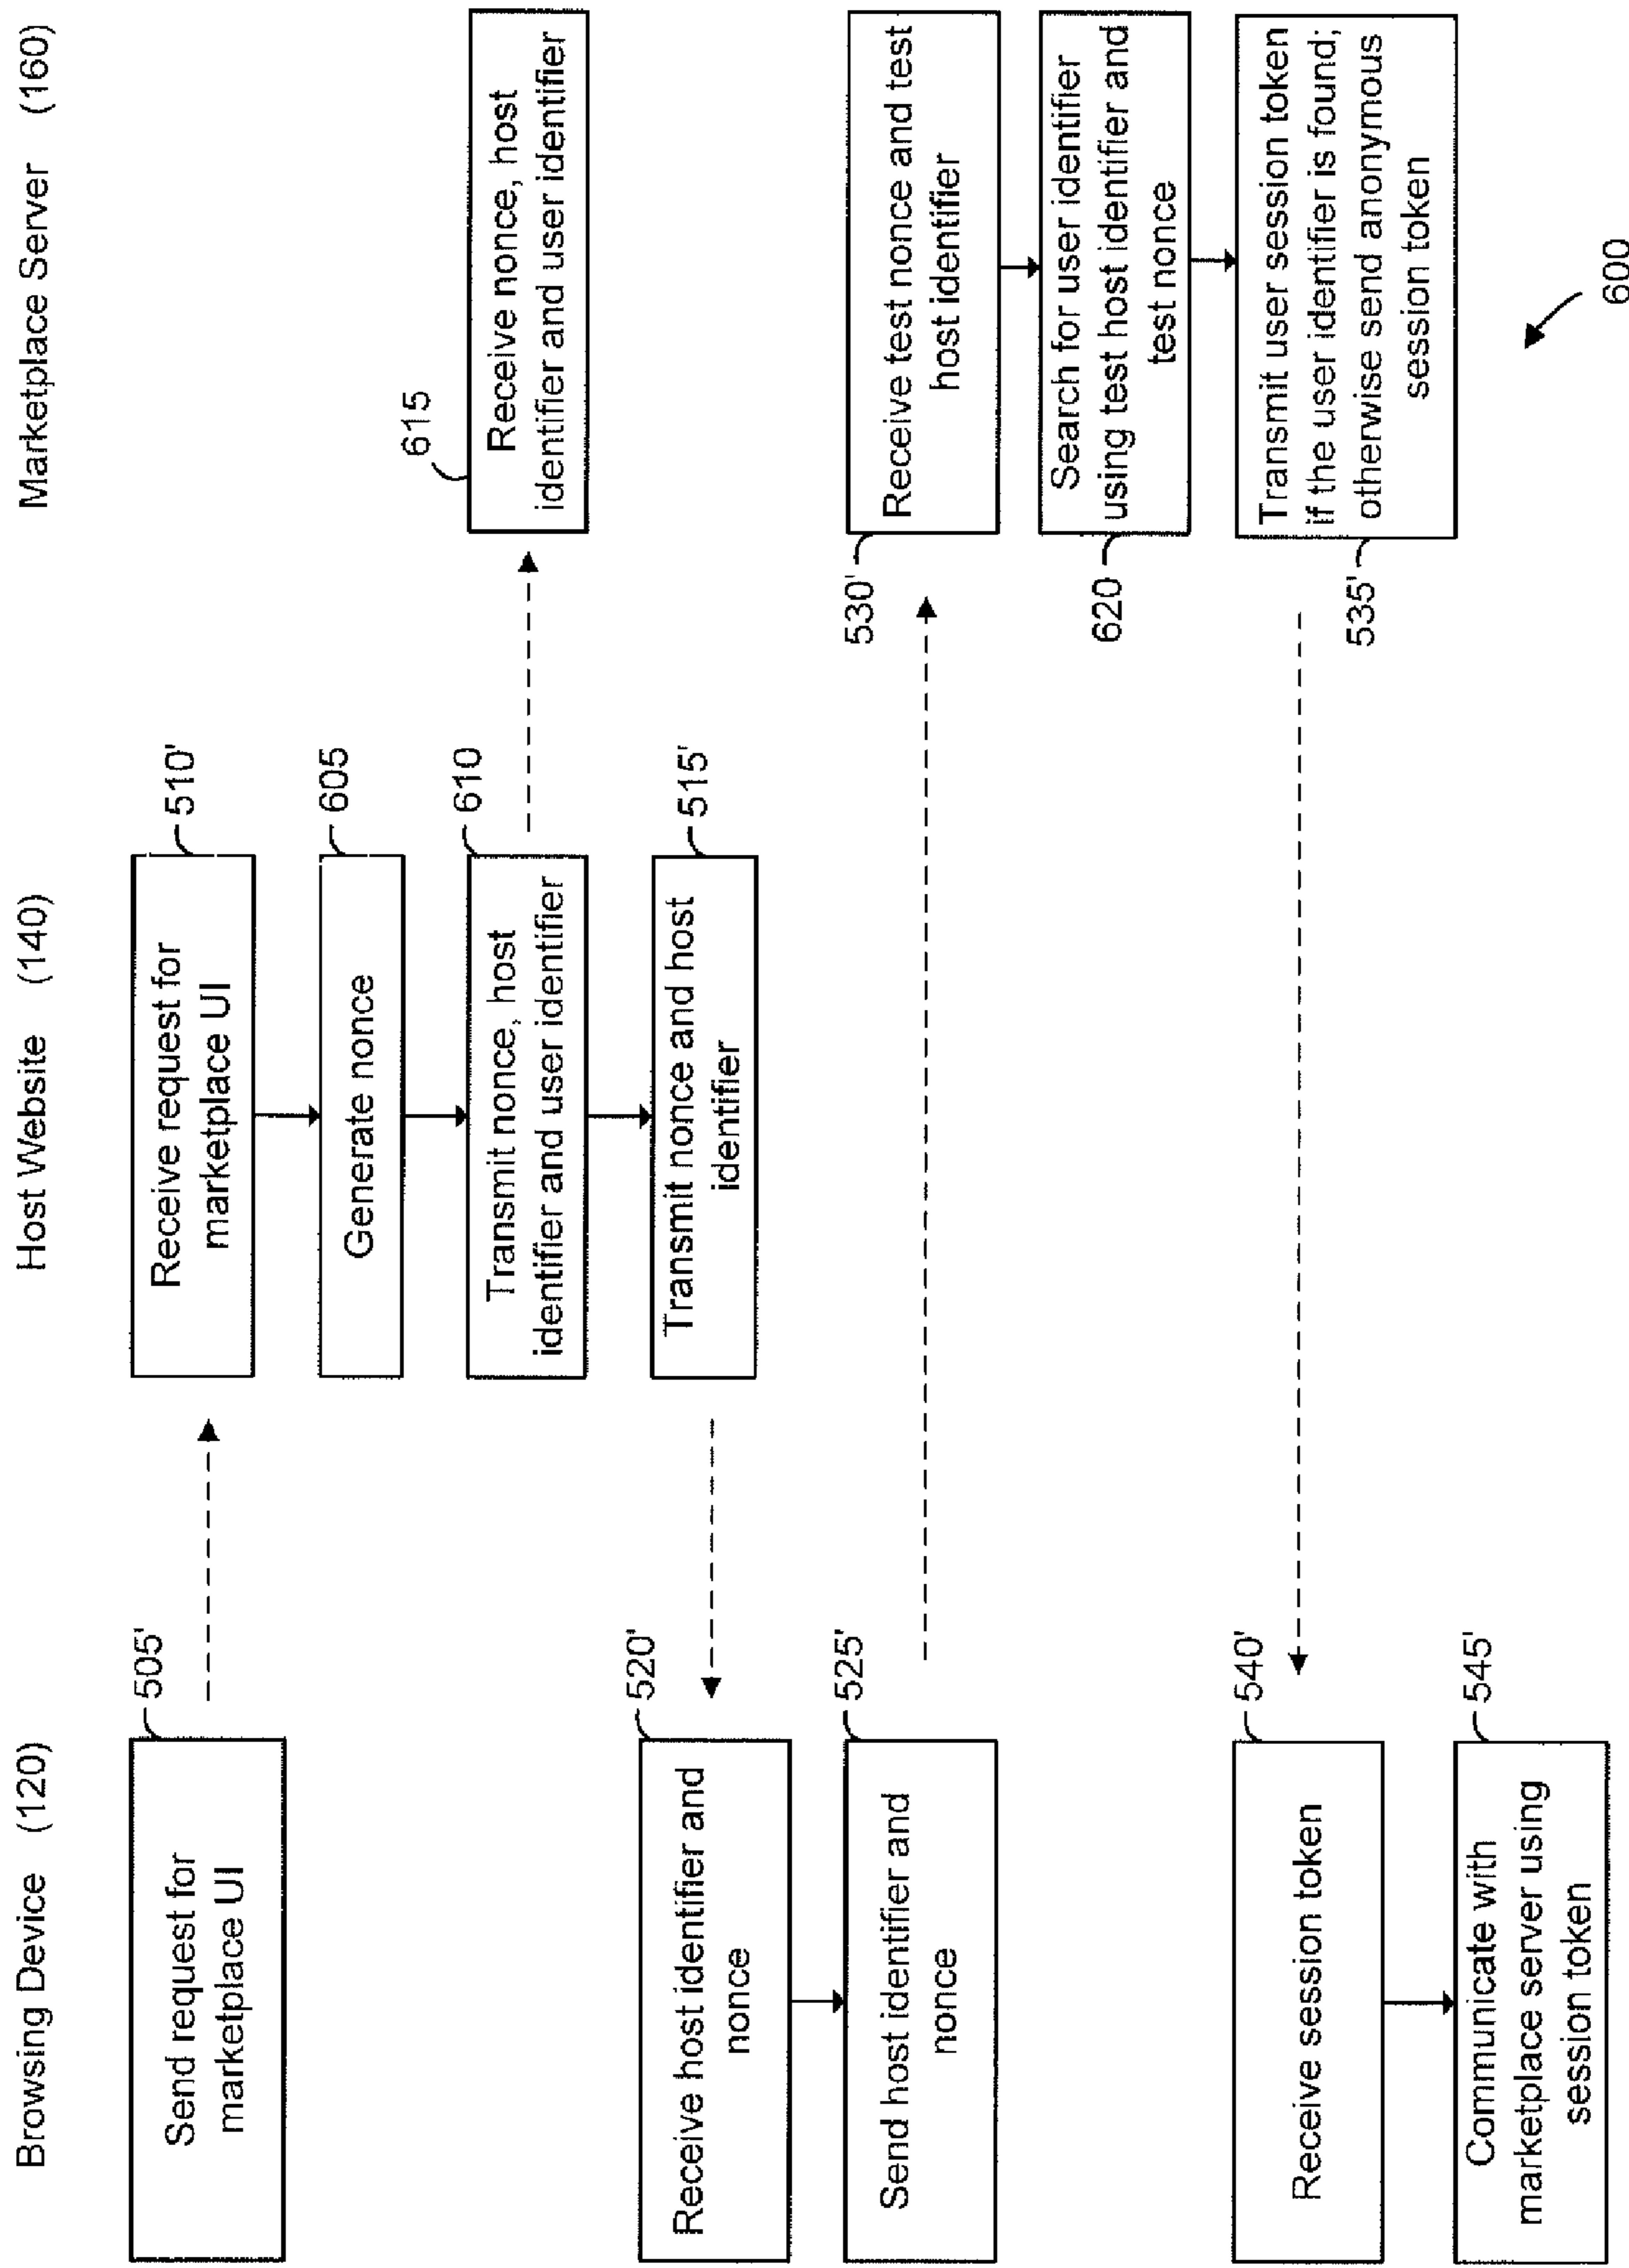 Browsing Device (120)
Host Website (140)
Marketplace Server (160)
505'
Send request for
marketplace UI
510'
Receive request for
marketplace UI
605
Generate nonce
610
Transmit nonce, host
identifier and user identifier
615
Receive nonce, host
identifier and user identifier
515'
Transmit nonce and host
identifier
520'
Receive host identifier and
nonce
525'
Send host identifier and
nonce
530'
Receive test nonce and test
host identifier
620
Search for user identifier
using test host identifier and
test nonce
535'
Transmit user session token
if the user identifier is found;
otherwise send anonymous
session token
540'
Receive session token
545'
Communicate with
marketplace server using
session token
600